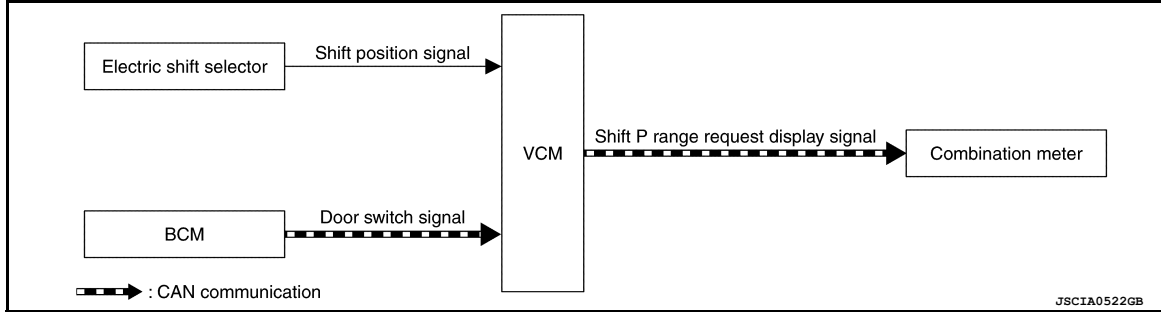 Electric shift selector
Shift position signal
VCM
Shift P range request display signal
Combination meter
BCM
Door switch signal
: CAN communication
JSCIA0522GB